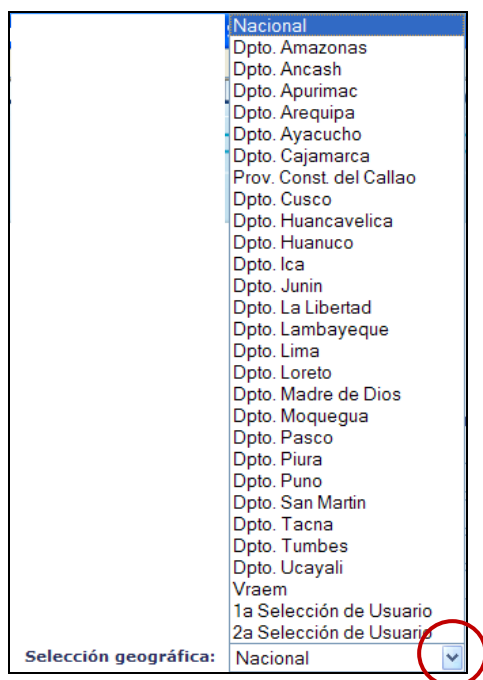 Nacional
Dpto. Amazonas
Dpto. Ancash
Dpto. Apurimac
Dpto. Arequipa
Dpto. Ayacucho
Dpto. Cajamarca
Prov. Const. del Callao
Dpto. Cusco
Dpto. Huancavelica
Dpto. Huanuco
Dpto. Ica
Dpto. Junin
Dpto. La Libertad
Dpto. Lambayeque
Dpto. Lima
Dpto. Loreto
Dpto. Madre de Dios
Dpto. Moquegua
Dpto. Pasco
Dpto. Piura
Dpto. Puno
Dpto. San Martin
Dpto. Tacna
Dpto. Tumbes
Dpto. Ucayali
Vraem
1a Selección de Usuario
2a Selección de Usuario
Selección geográfica: Nacional